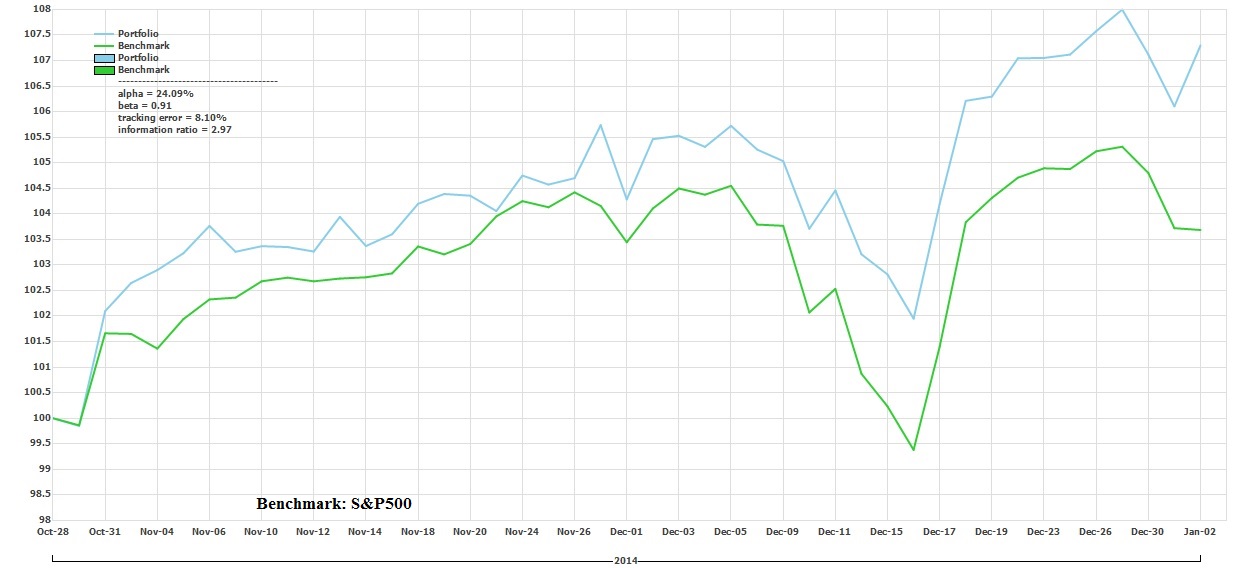 108
107.5
107
106.5
106
105.5
105
104.5
104
103.5
103
102.5
102
101.5
101
100.5
100
99.5
99
98.5
98
Portfolio
Benchmark
Portfolio
Benchmark
----------------------------------------
alpha = 24.09%
beta = 0.91
tracking error = 8.10%
information ratio = 2.97
Benchmark: S&P500
Oct-28 Oct-31 Nov-04 Nov-06 Nov-10 Nov-12 Nov-14 Nov-18 Nov-20 Nov-24 Nov-26 Dec-01 Dec-03 Dec-05 Dec-09 Dec-11 Dec-15 Dec-17 Dec-19 Dec-23 Dec-26 Dec-30 Jan-02
2014